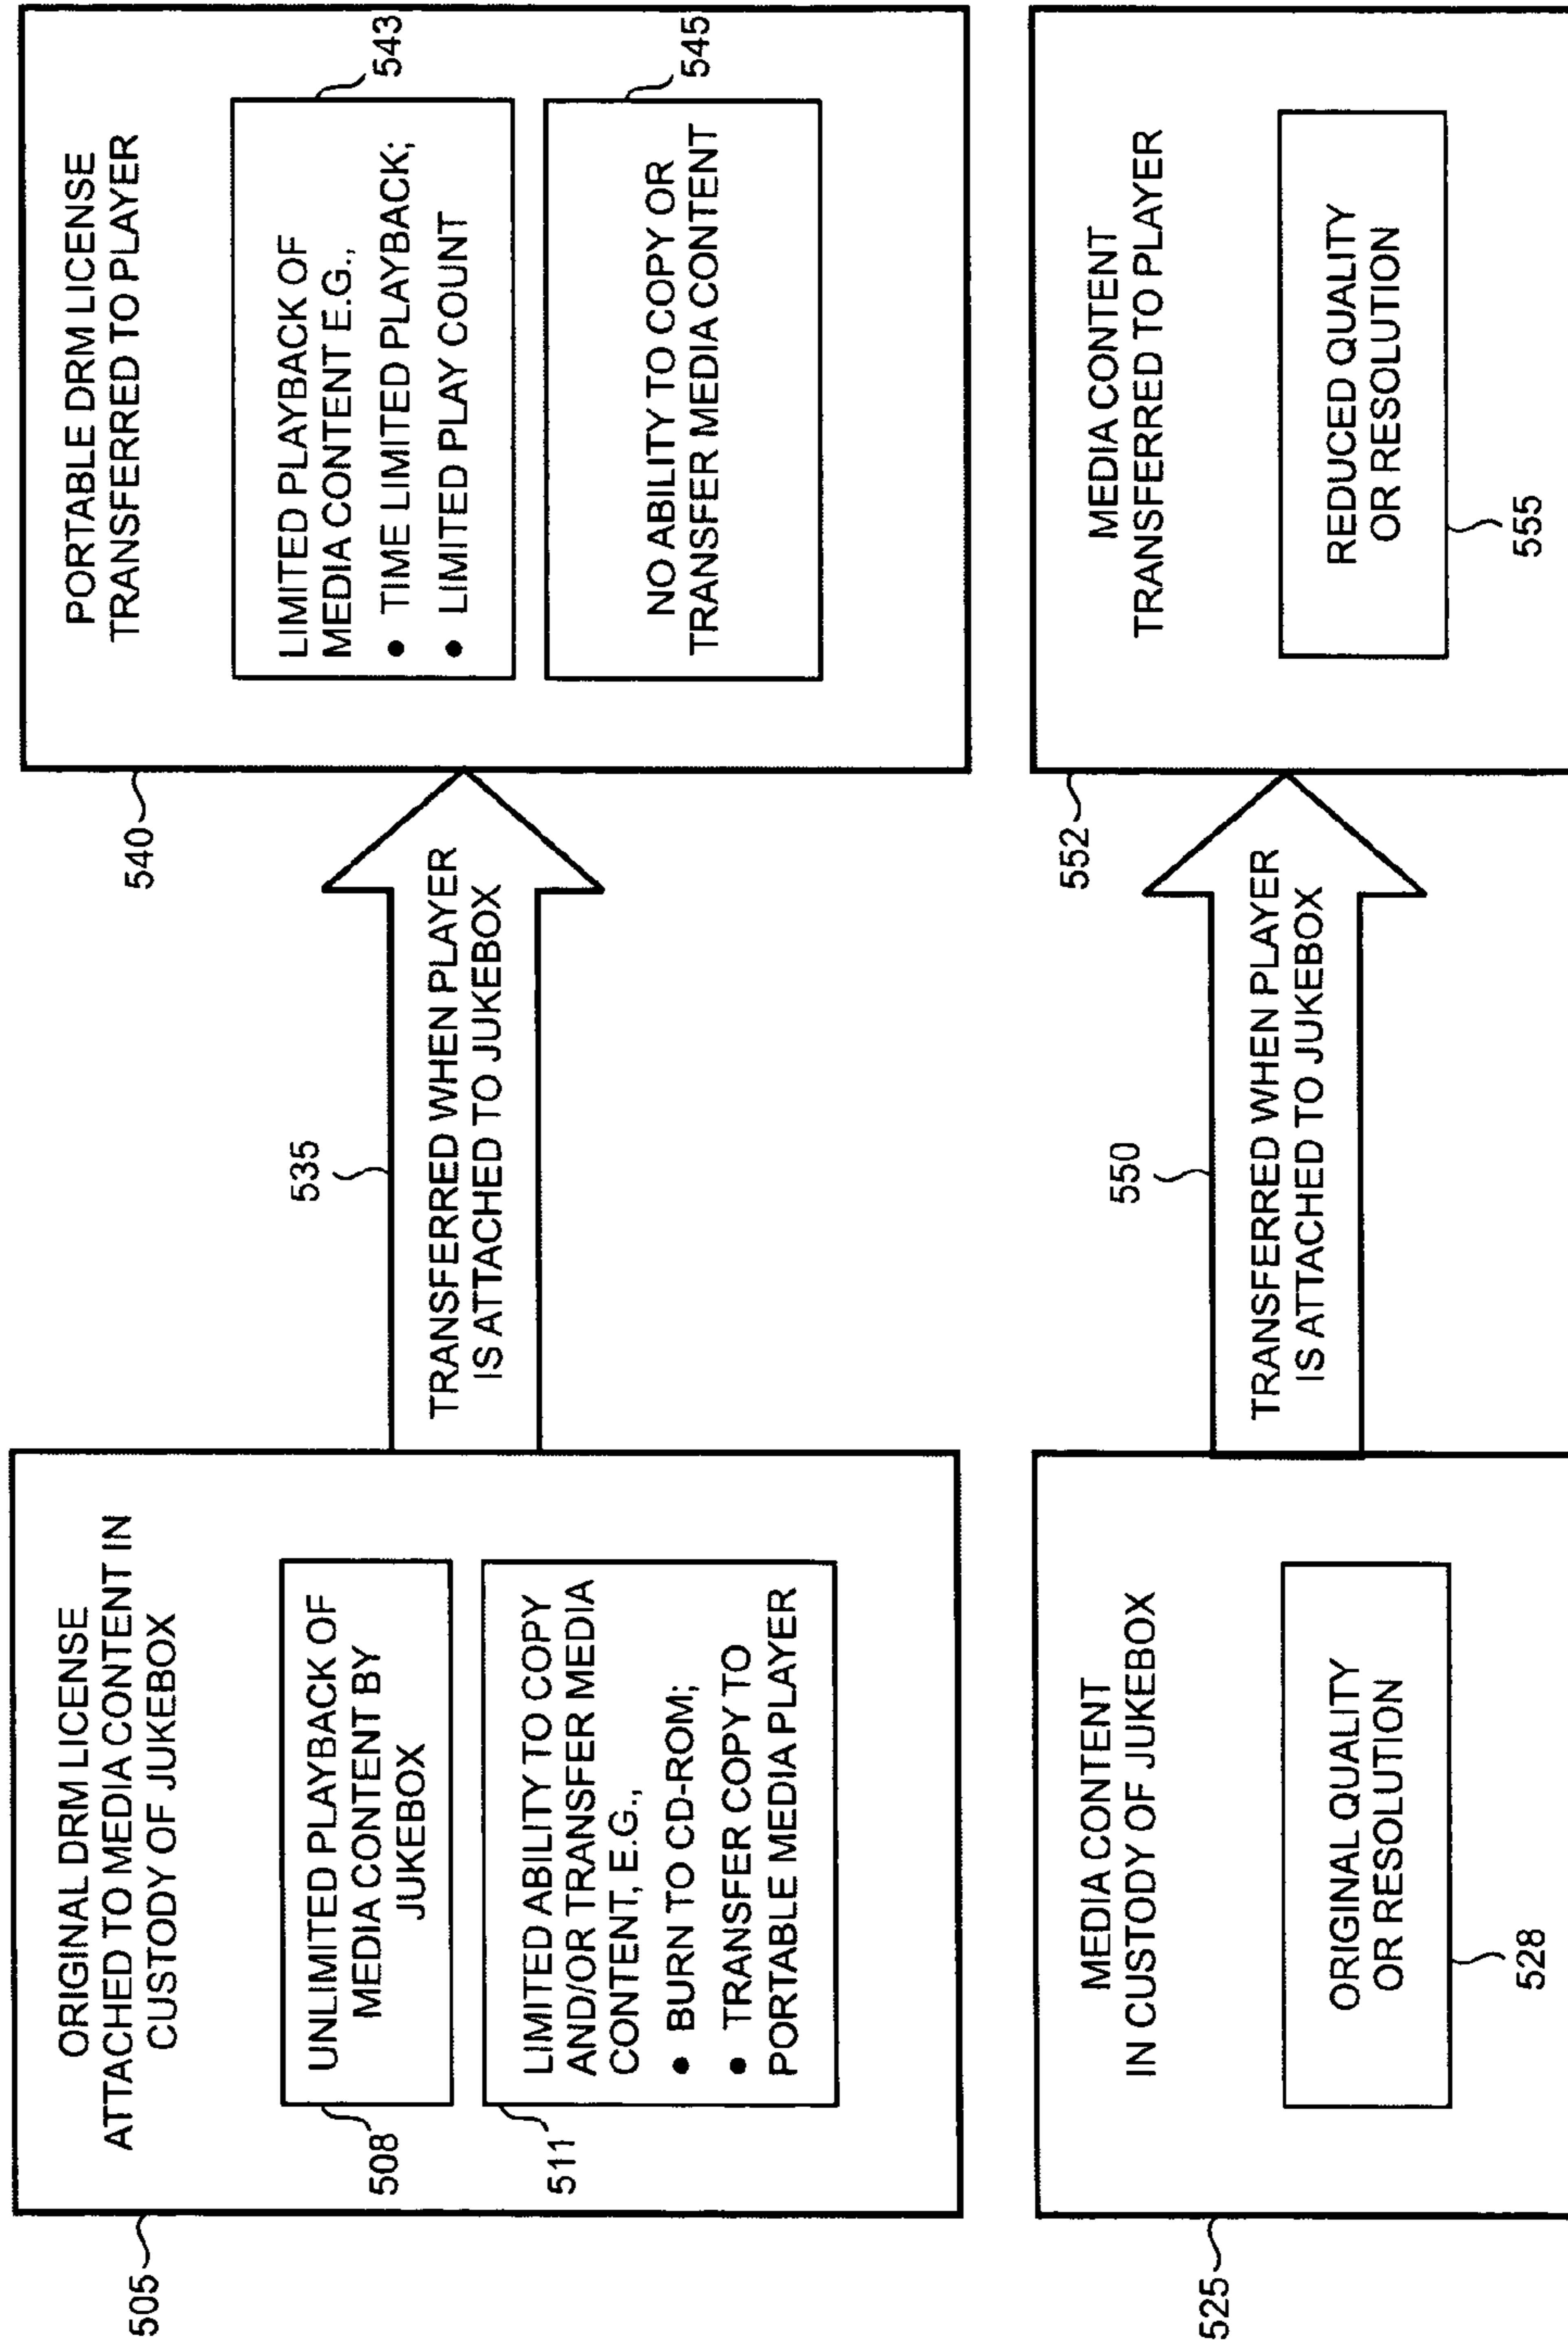 505
ORIGINAL DRM LICENSE
ATTACHED TO MEDIA CONTENT IN
CUSTODY OF JUKEBOX
508
UNLIMITED PLAYBACK OF
MEDIA CONTENT BY
JUKEBOX
511
LIMITED ABILITY TO COPY
AND/OR TRANSFER MEDIA
CONTENT, E.G.,
• BURN TO CD-ROM;
• TRANSFER COPY TO
PORTABLE MEDIA PLAYER
535
TRANSFERRED WHEN PLAYER
IS ATTACHED TO JUKEBOX
540
PORTABLE DRM LICENSE
TRANSFERRED TO PLAYER
543
LIMITED PLAYBACK OF
MEDIA CONTENT E.G.,
• TIME LIMITED PLAYBACK;
• LIMITED PLAY COUNT
545
NO ABILITY TO COPY OR
TRANSFER MEDIA CONTENT
525
MEDIA CONTENT
IN CUSTODY OF JUKEBOX
ORIGINAL QUALITY
OR RESOLUTION
528
550
TRANSFERRED WHEN PLAYER
IS ATTACHED TO JUKEBOX
552
MEDIA CONTENT
TRANSFERRED TO PLAYER
REDUCED QUALITY
OR RESOLUTION
555